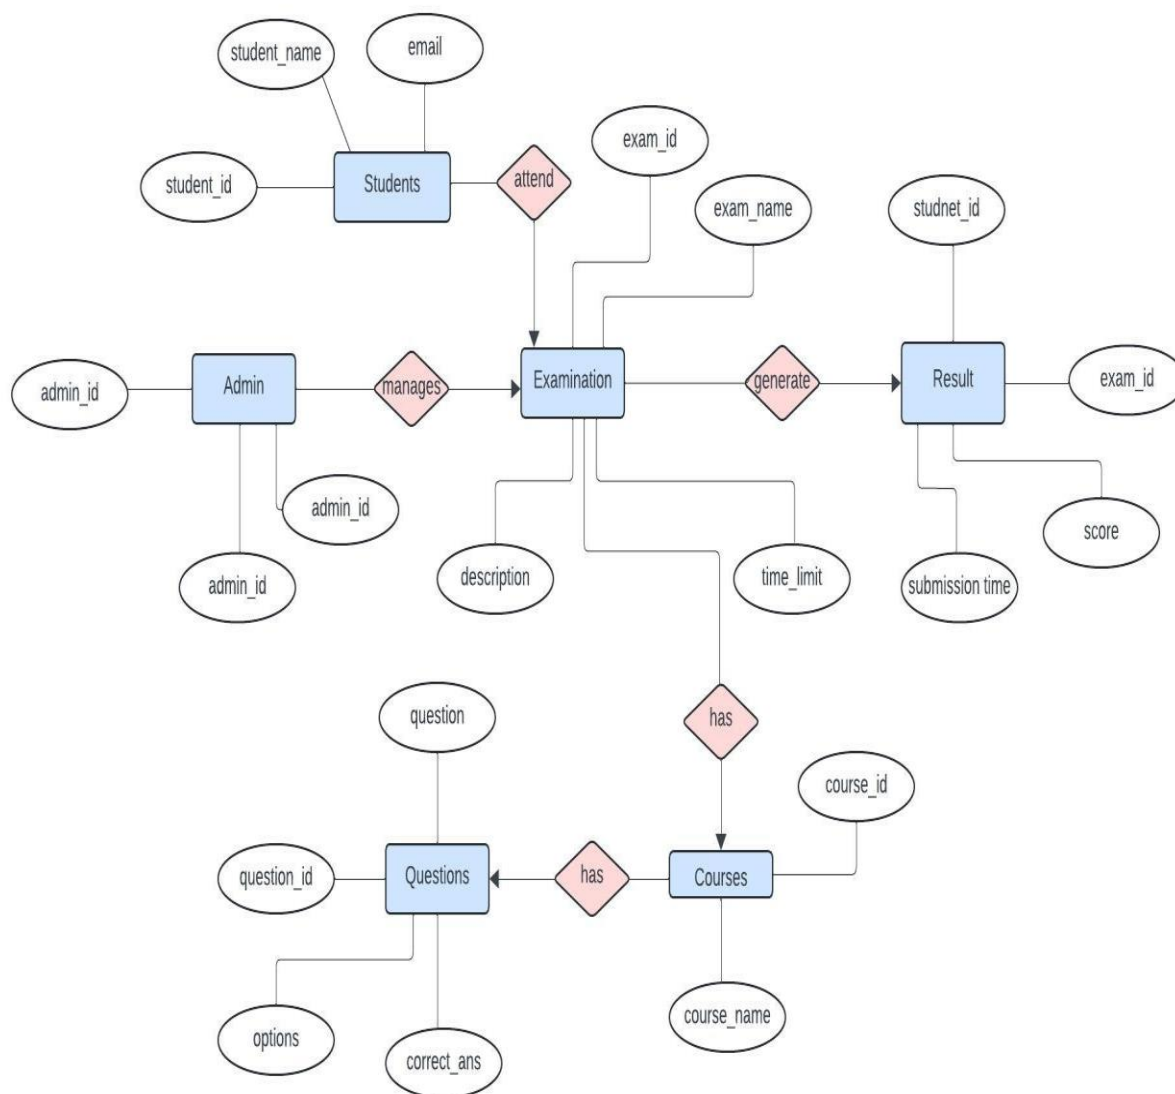 student_name
email
exam_id
student_id
Students
attend
exam_name
studnet_id
admin_id
Admin
manages
Examination
generate
Result
exam_id
admin_id
admin_id
description
time_limit
score
submission time
question
has
course_id
question_id
Questions
has
Courses
options
correct_ans
course_name